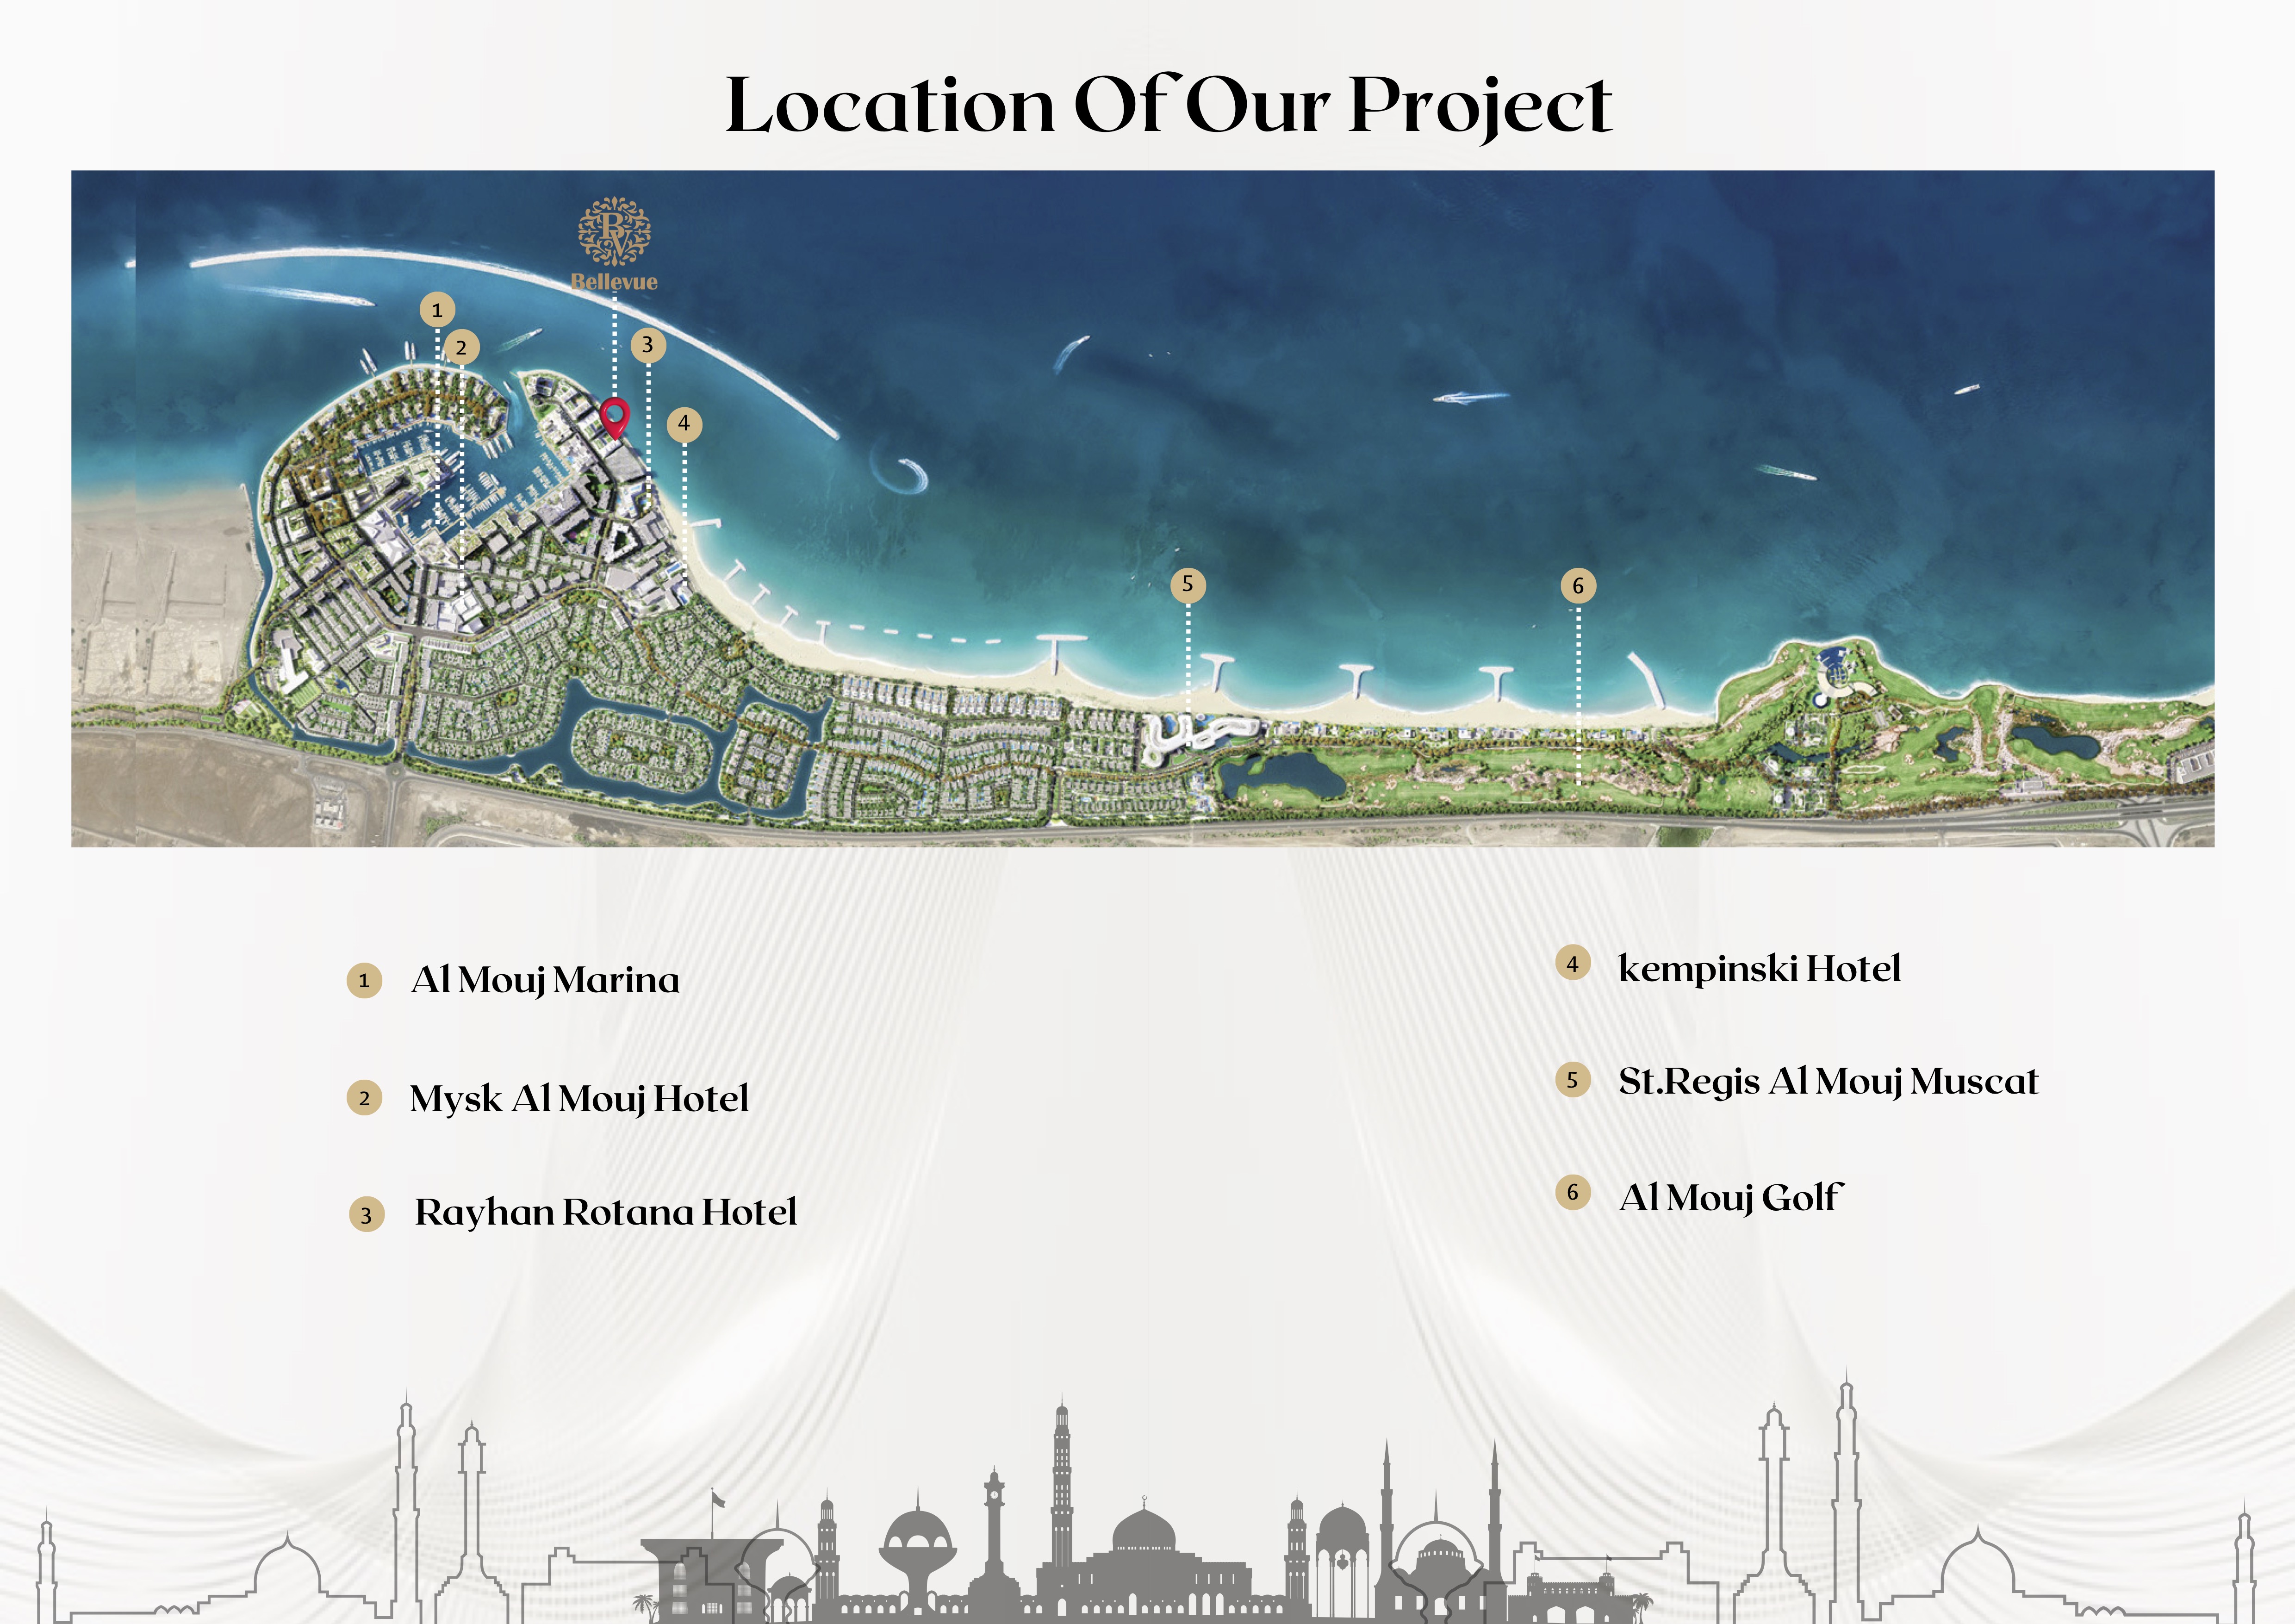 Location Of Our Project
BV
Bellevue
1
2
3
4
5
6
1 Al Mouj Marina
2 Mysk Al Mouj Hotel
3 Rayhan Rotana Hotel
4 kempinski Hotel
5 St.Regis Al Mouj Muscat
6 Al Mouj Golf